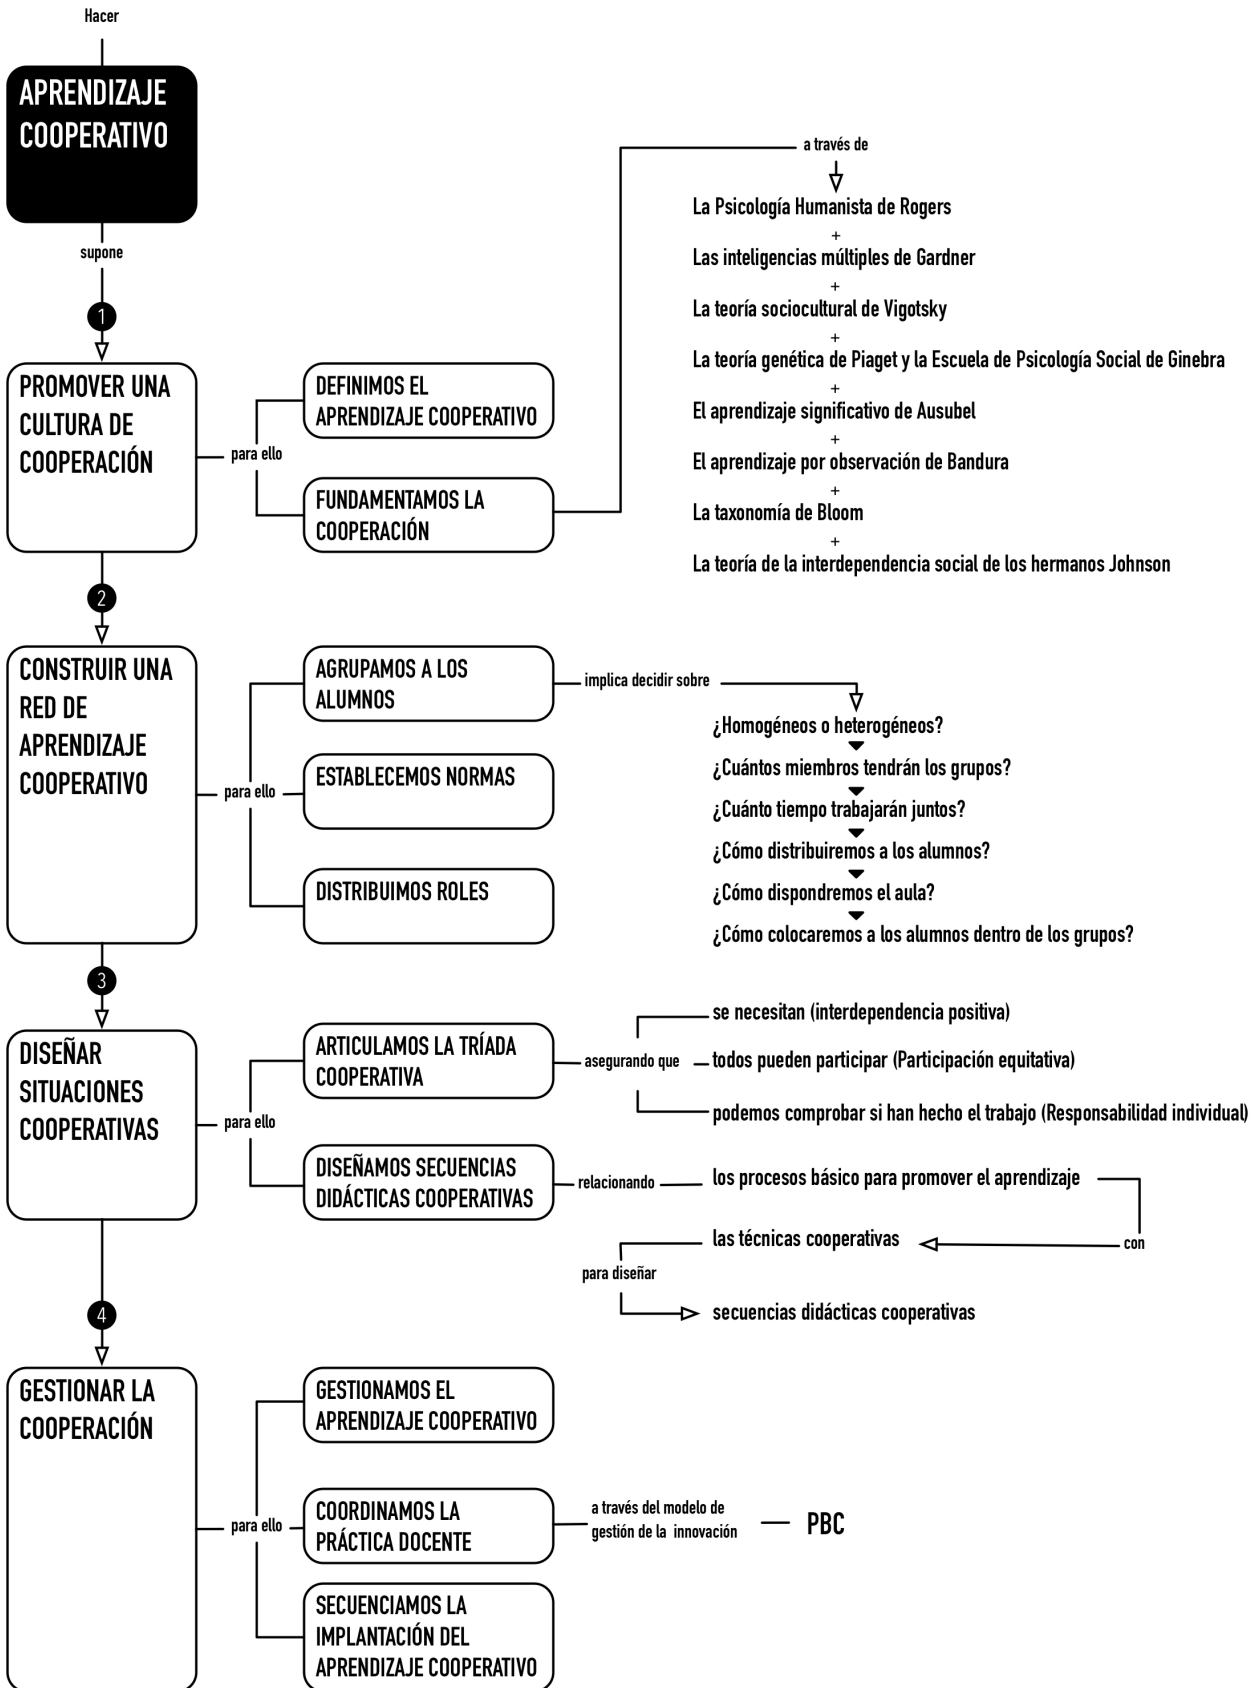 Hacer
APRENDIZAJE
COOPERATIVO
supone
1
PROMOVER UNA
CULTURA DE
COOPERACIÓN
para ello
DEFINIMOS EL
APRENDIZAJE COOPERATIVO
FUNDAMENTAMOS LA
COOPERACIÓN
a través de
La Psicología Humanista de Rogers
+
Las inteligencias múltiples de Gardner
+
La teoría sociocultural de Vigotsky
+
La teoría genética de Piaget y la Escuela de Psicología Social de Ginebra
+
El aprendizaje significativo de Ausubel
+
El aprendizaje por observación de Bandura
+
La taxonomía de Bloom
+
La teoría de la interdependencia social de los hermanos Johnson
2
CONSTRUIR UNA
RED DE
APRENDIZAJE
COOPERATIVO
para ello
AGRUPAMOS A LOS
ALUMNOS
implica decidir sobre
¿Homogéneos o heterogéneos?
¿Cuántos miembros tendrán los grupos?
¿Cuánto tiempo trabajarán juntos?
¿Cómo distribuiremos a los alumnos?
¿Cómo dispondremos el aula?
¿Cómo colocaremos a los alumnos dentro de los grupos?
ESTABLECEMOS NORMAS
DISTRIBUIMOS ROLES
3
DISEÑAR
SITUACIONES
COOPERATIVAS
para ello
ARTICULAMOS LA TRÍADA
COOPERATIVA
asegurando que
se necesitan (interdependencia positiva)
todos pueden participar (Participación equitativa)
podemos comprobar si han hecho el trabajo (Responsabilidad individual)
DISEÑAMOS SECUENCIAS
DIDÁCTICAS COOPERATIVAS
relacionando
los procesos básico para promover el aprendizaje
con
las técnicas cooperativas
para diseñar
secuencias didácticas cooperativas
4
GESTIONAR LA
COOPERACIÓN
para ello
GESTIONAMOS EL
APRENDIZAJE COOPERATIVO
COORDINAMOS LA
PRÁCTICA DOCENTE
a través del modelo de
gestión de la innovación
PBC
SECUENCIAMOS LA
IMPLANTACIÓN DEL
APRENDIZAJE COOPERATIVO